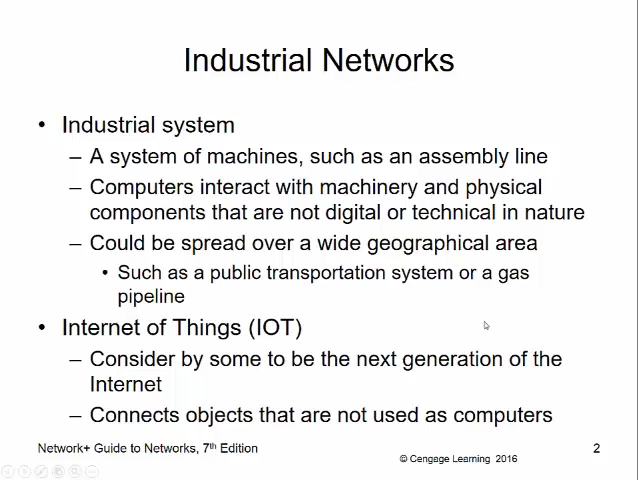 Industrial Networks
• Industrial system
– A system of machines, such as an assembly line
– Computers interact with machinery and physical
components that are not digital or technical in nature
– Could be spread over a wide geographical area
• Such as a public transportation system or a gas
pipeline
• Internet of Things (IOT)
– Consider by some to be the next generation of the
Internet
– Connects objects that are not used as computers
Network+ Guide to Networks, 7th Edition
© Cengage Learning 2016
2